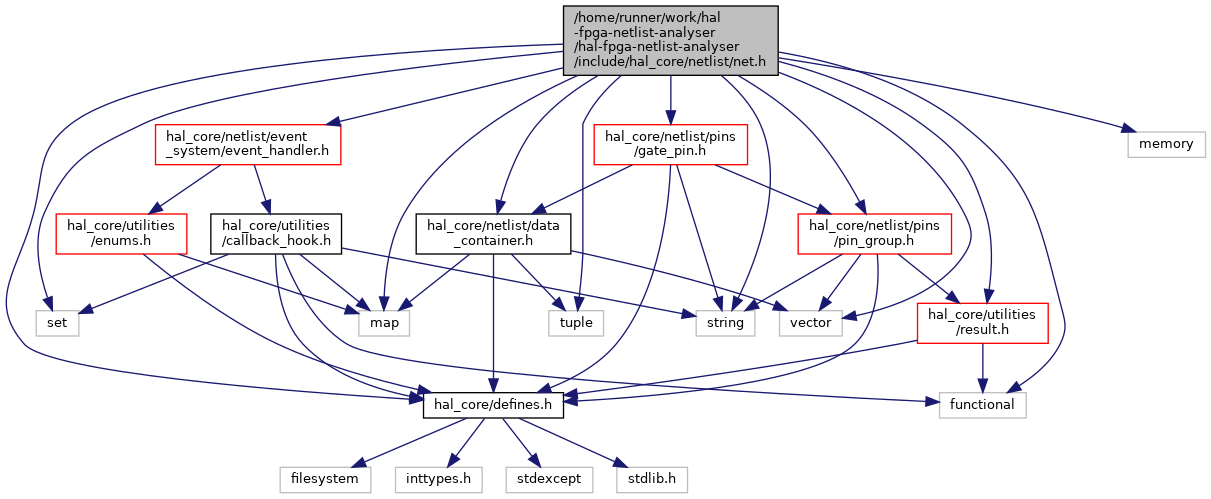 /home/runner/work/hal
-fpga-netlist-analyser
/hal-fpga-netlist-analyser
/include/hal_core/netlist/net.h
hal_core/netlist/event
_system/event_handler.h
hal_core/netlist/pins
/gate_pin.h
memory
hal_core/utilities
/enums.h
hal_core/utilities
/callback_hook.h
hal_core/netlist/data
_container.h
hal_core/netlist/pins
/pin_group.h
set
map
tuple
string
vector
hal_core/utilities
/result.h
hal_core/defines.h
functional
filesystem
inttypes.h
stdexcept
stdlib.h